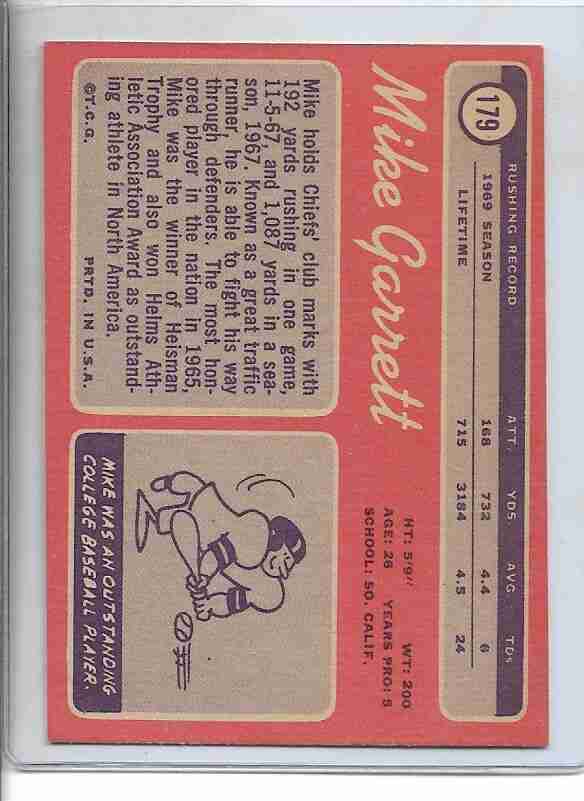 179
RUSHING RECORD ATT. YDS AVG. TDs
1969 SEASON 168 732 4.4 6
LIFETIME 715 3184 4.5 24
Mike Garrett
HT: 5'9" WT: 200
AGE: 26 YEARS PRO: 5
SCHOOL: SO. CALIF.
Mike holds Chiefs' club marks with
192 yards rushing in one game,
11-5-67 and 1,087 yards in a sea-
son, 1967. Known as a great traffic
runner, he is able to fight his way
through defenders. The most hon-
ored player in the nation in 1965,
Mike was the winner of Heisman
Trophy and also won Helms Ath-
letic Association Award as outstand-
ing athlete in North America.
©T.C.G. PRTD. IN U.S.A.
MIKE WAS AN OUTSTANDING
COLLEGE BASEBALL PLAYER.